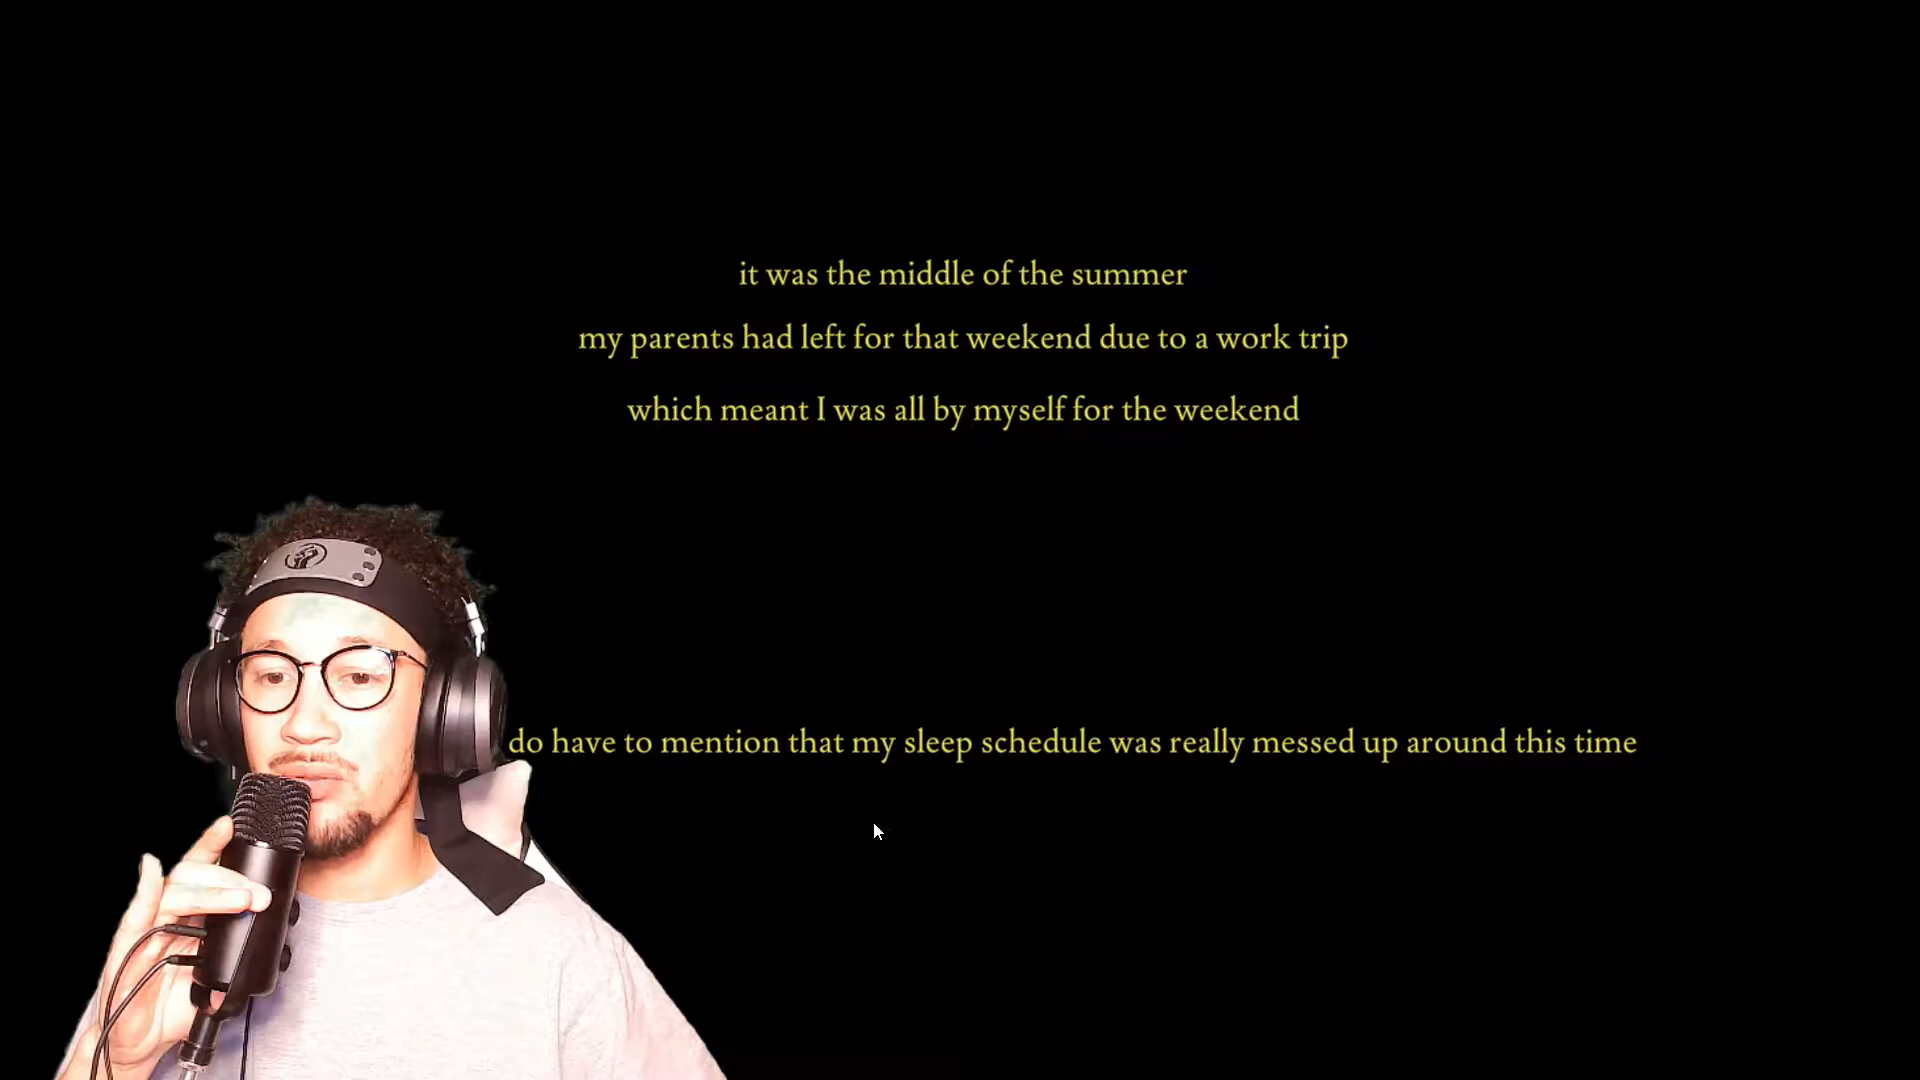 it was the middle of the summer
my parents had left for that weekend due to a work trip
which meant I was all by myself for the weekend
do have to mention that my sleep schedule was really messed up around this time